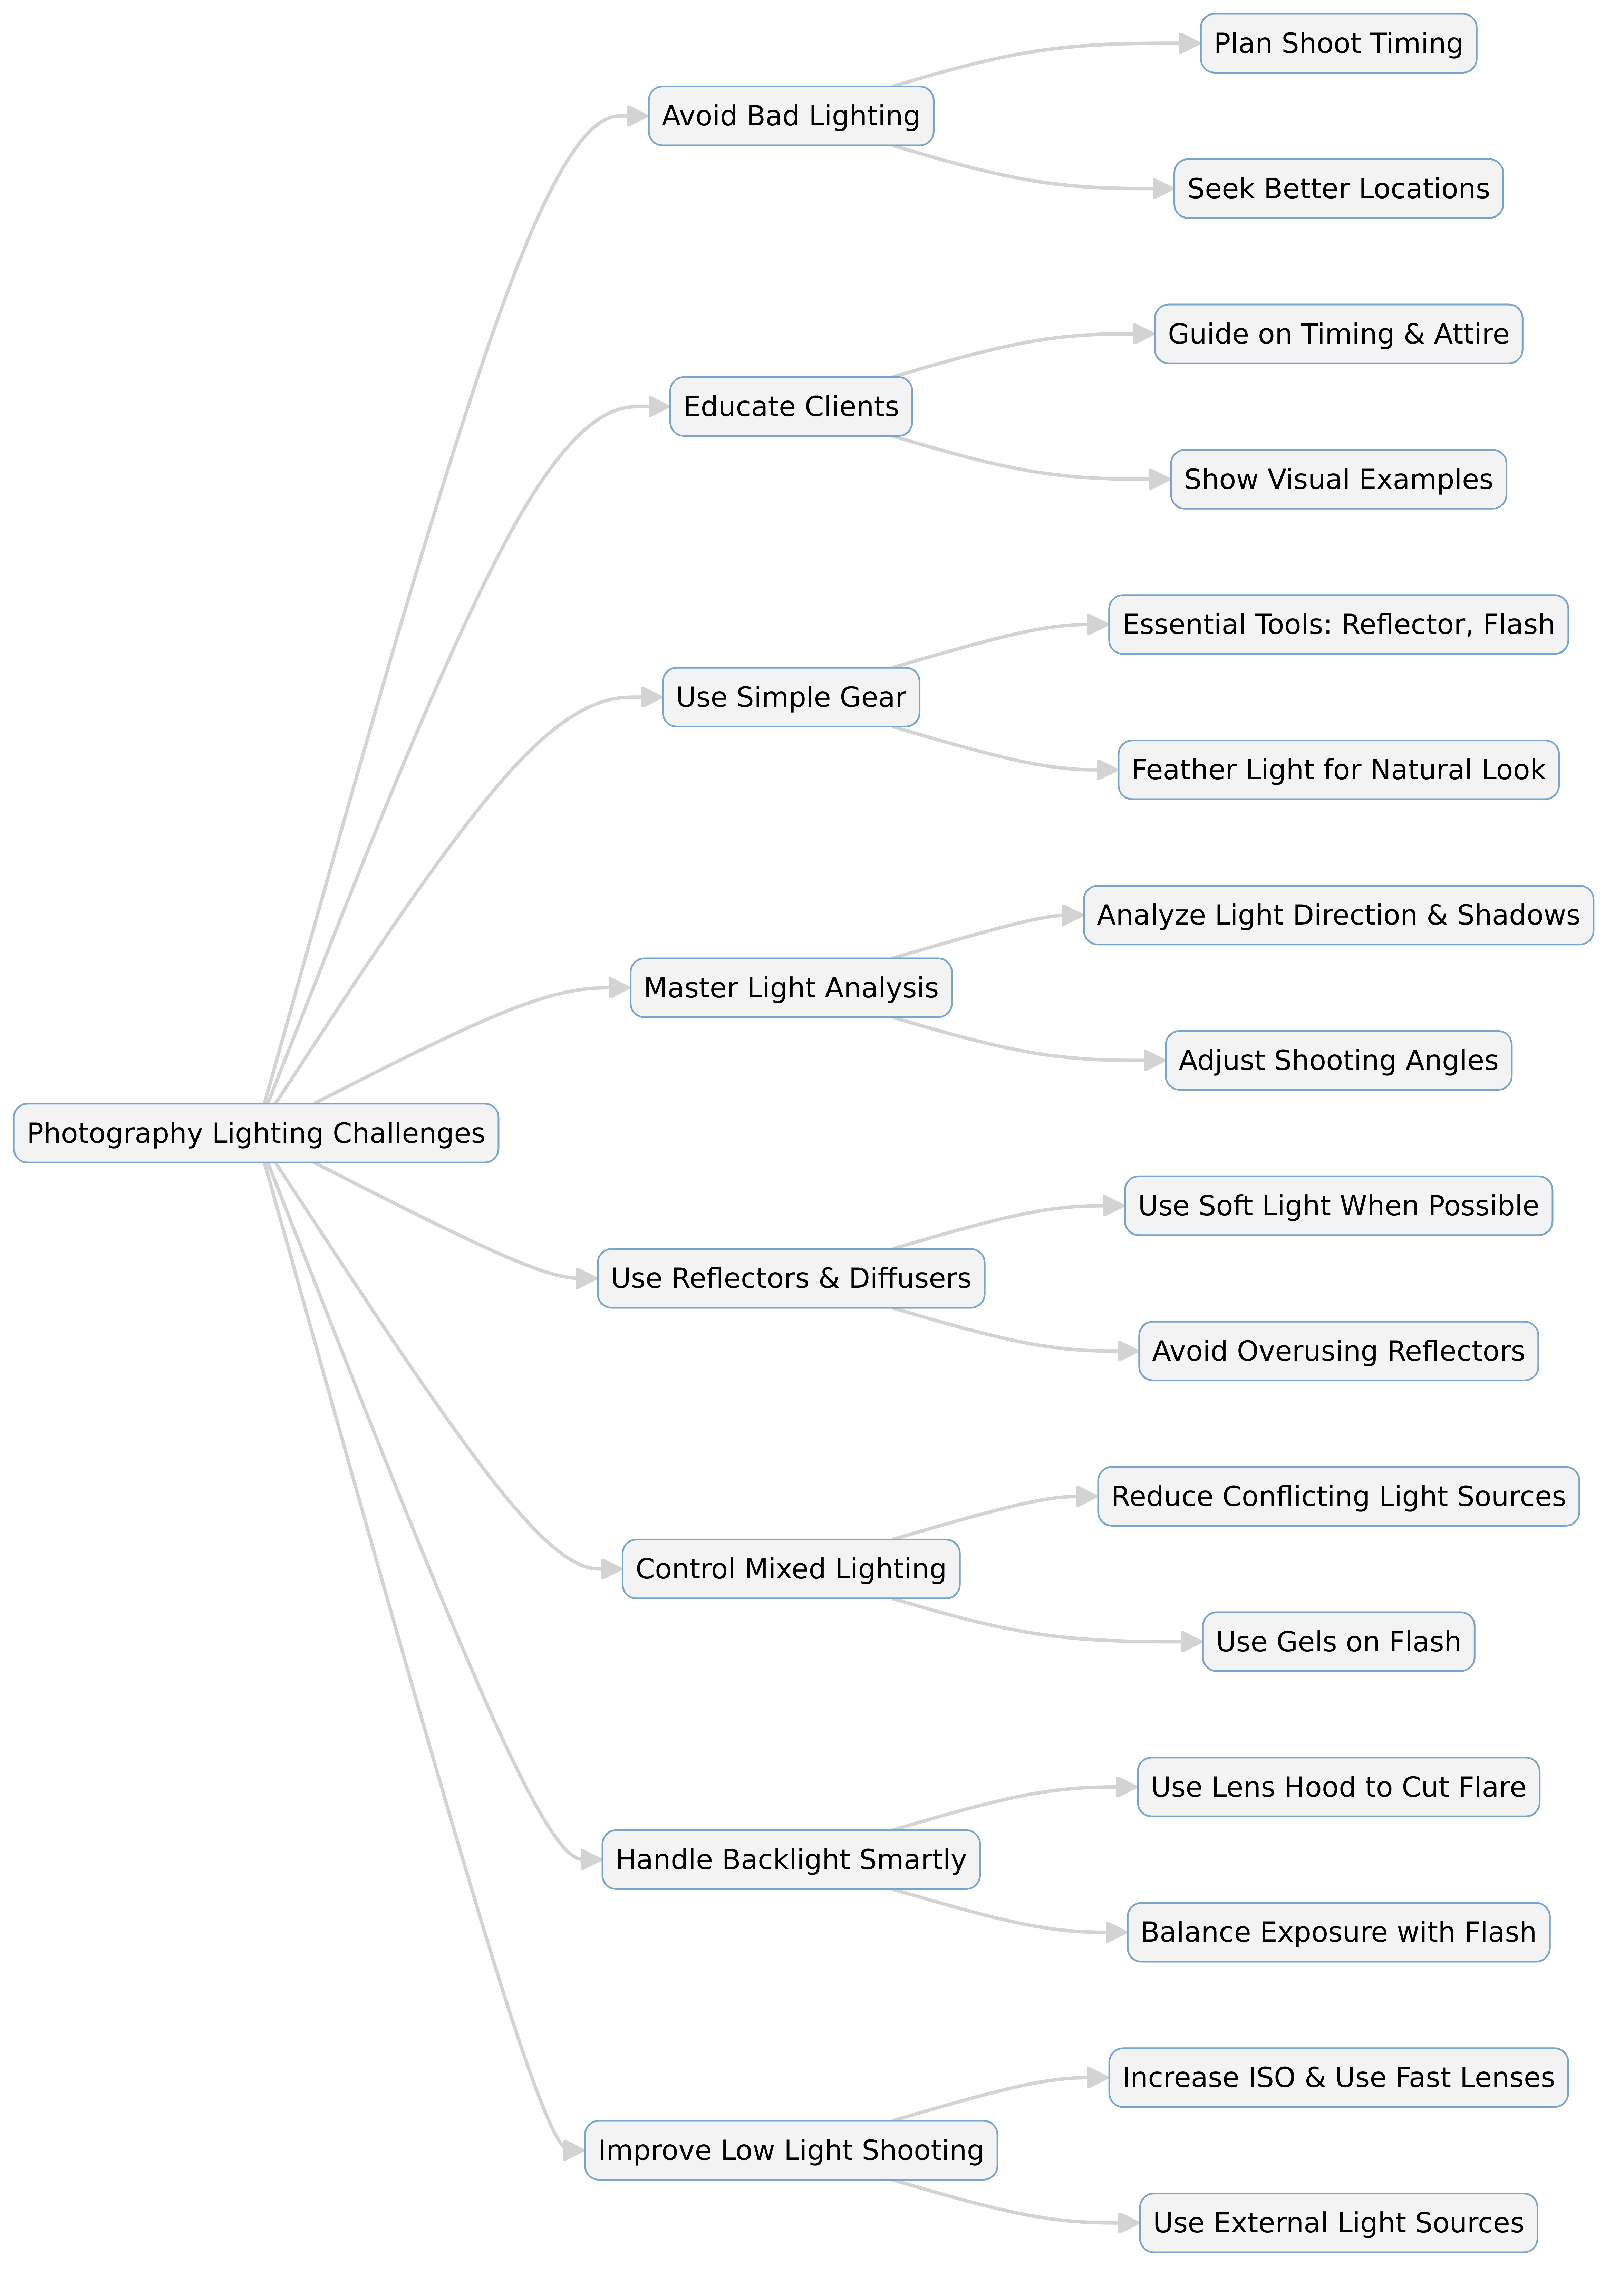 Photography Lighting Challenges
Avoid Bad Lighting
Plan Shoot Timing
Seek Better Locations
Educate Clients
Guide on Timing & Attire
Show Visual Examples
Use Simple Gear
Essential Tools: Reflector, Flash
Feather Light for Natural Look
Master Light Analysis
Analyze Light Direction & Shadows
Adjust Shooting Angles
Use Reflectors & Diffusers
Use Soft Light When Possible
Avoid Overusing Reflectors
Control Mixed Lighting
Reduce Conflicting Light Sources
Use Gels on Flash
Handle Backlight Smartly
Use Lens Hood to Cut Flare
Balance Exposure with Flash
Improve Low Light Shooting
Increase ISO & Use Fast Lenses
Use External Light Sources